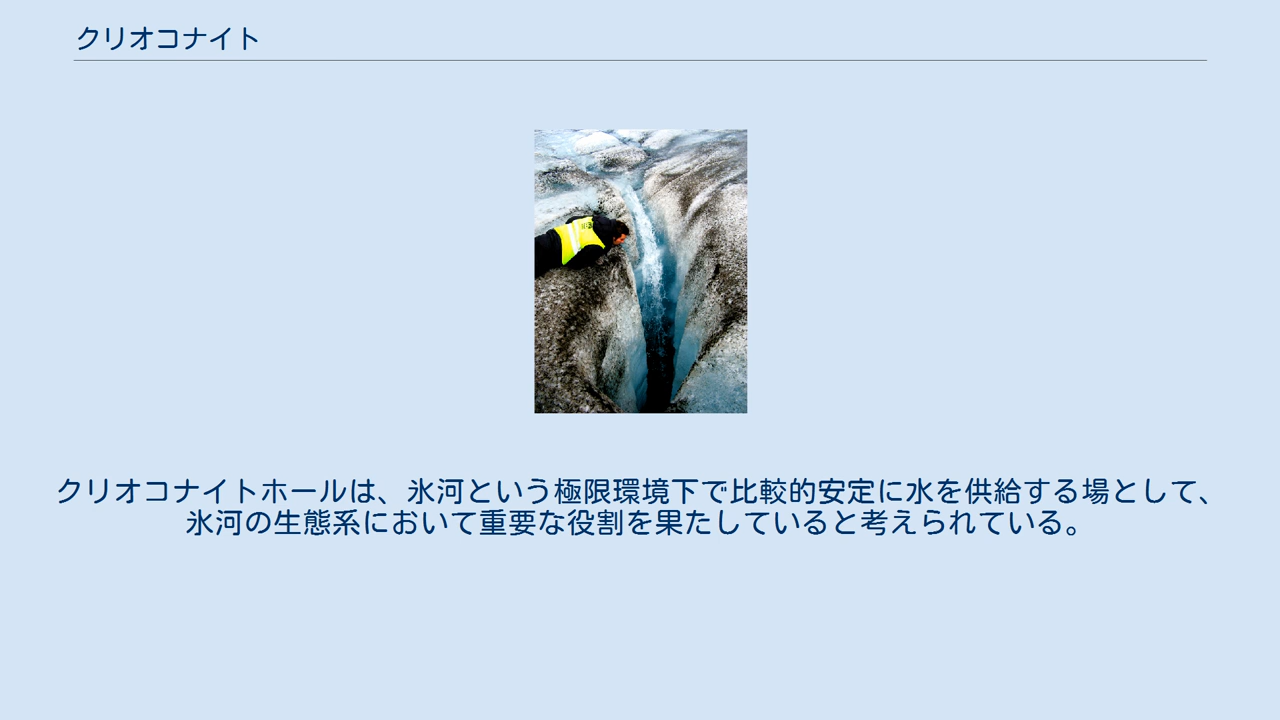 クリオコナイト
クリオコナイトホールは、氷河という極限環境下で比較的安定に水を供給する場として、
氷河の生態系において重要な役割を果たしていると考えられている。